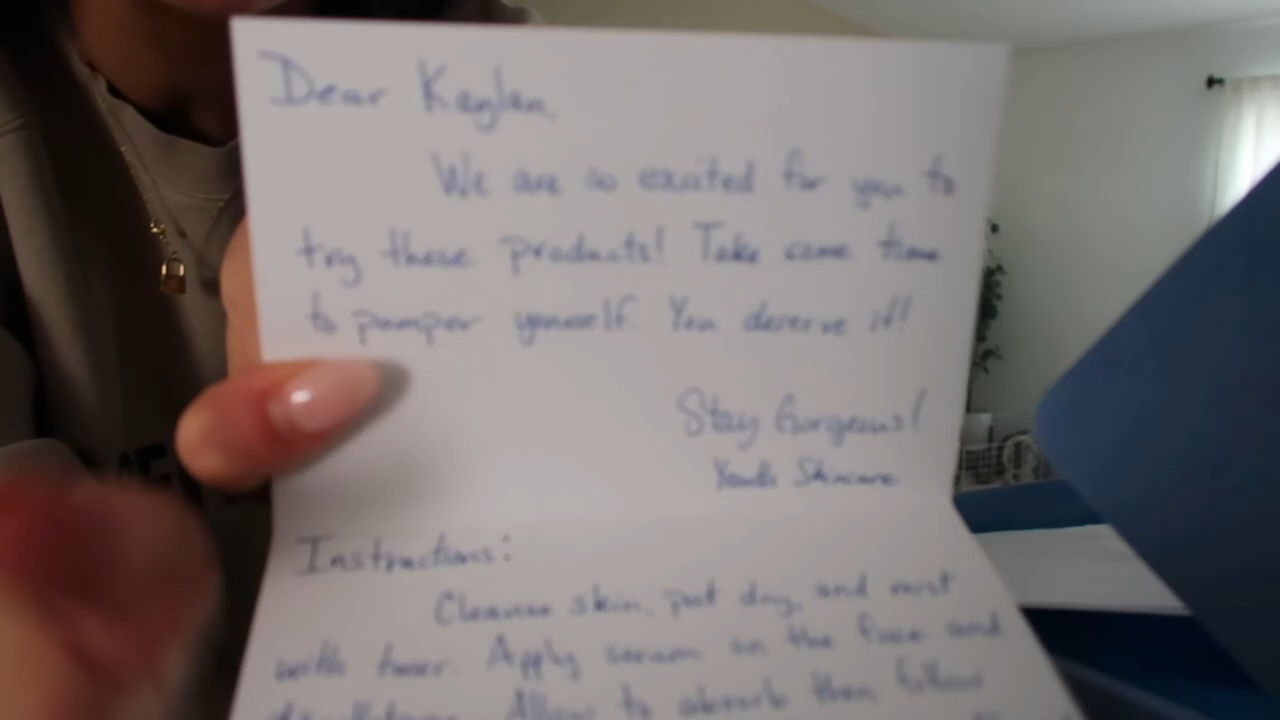 Dear Kaylan,
We are so excited for you to
try these products! Take some time
to pamper yourself. You deserve it!
Stay Gorgeous!
Skincare
Instructions:
Cleanse skin, pat dry, and mist
with toner. Apply serum on the face and
Allow to absorb then follow